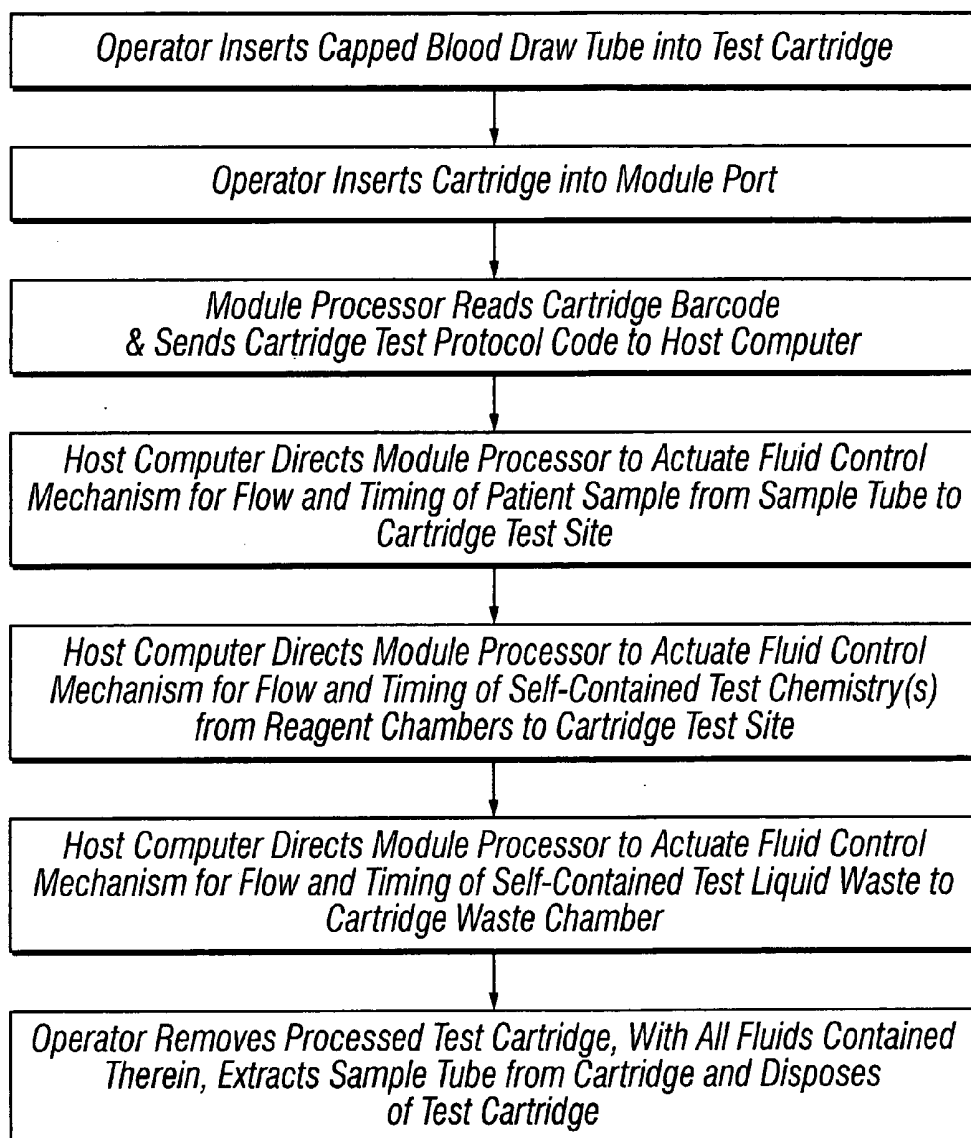 Operator Inserts Capped Blood Draw Tube into Test Cartridge
Operator Inserts Cartridge into Module Port
Module Processor Reads Cartridge Barcode
& Sends Cartridge Test Protocol Code to Host Computer
Host Computer Directs Module Processor to Actuate Fluid Control
Mechanism for Flow and Timing of Patient Sample from Sample Tube to
Cartridge Test Site
Host Computer Directs Module Processor to Actuate Fluid Control
Mechanism for Flow and Timing of Self-Contained Test Chemistry(s)
from Reagent Chambers to Cartridge Test Site
Host Computer Directs Module Processor to Actuate Fluid Control
Mechanism for Flow and Timing of Self-Contained Test Liquid Waste to
Cartridge Waste Chamber
Operator Removes Processed Test Cartridge, With All Fluids Contained
Therein, Extracts Sample Tube from Cartridge and Disposes
of Test Cartridge